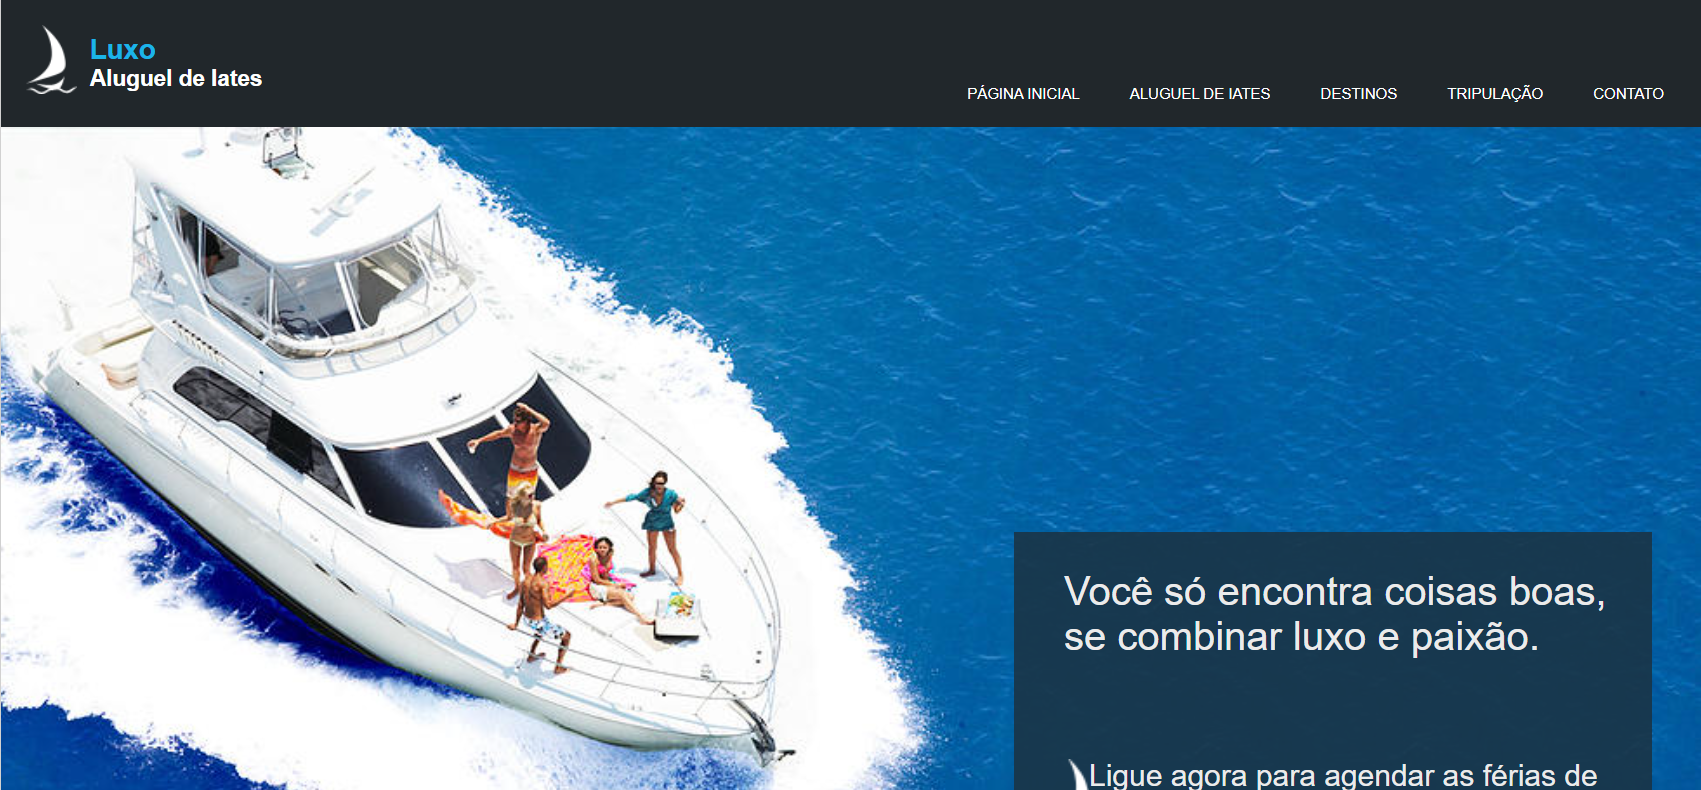 Luxo
Aluguel de Iates
PÁGINA INICIAL ALUGUEL DE IATES DESTINOS TRIPULAÇÃO CONTATO
Você só encontra coisas boas,
se combinar luxo e paixão.
Ligue agora para agendar as férias de